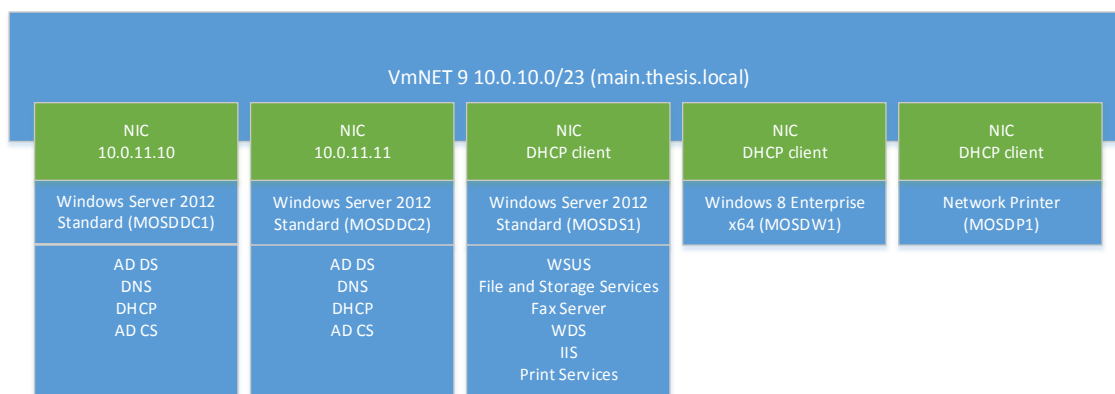 VmNET 9 10.0.10.0/23 (main.thesis.local)
NIC
10.0.11.10
Windows Server 2012
Standard (MOSDDC1)
AD DS
DNS
DHCP
AD CS
NIC
10.0.11.11
Windows Server 2012
Standard (MOSDDC2)
AD DS
DNS
DHCP
AD CS
NIC
DHCP client
Windows Server 2012
Standard (MOSDS1)
WSUS
File and Storage Services
Fax Server
WDS
IIS
Print Services
NIC
DHCP client
Windows 8 Enterprise
x64 (MOSDW1)
NIC
DHCP client
Network Printer
(MOSDP1)